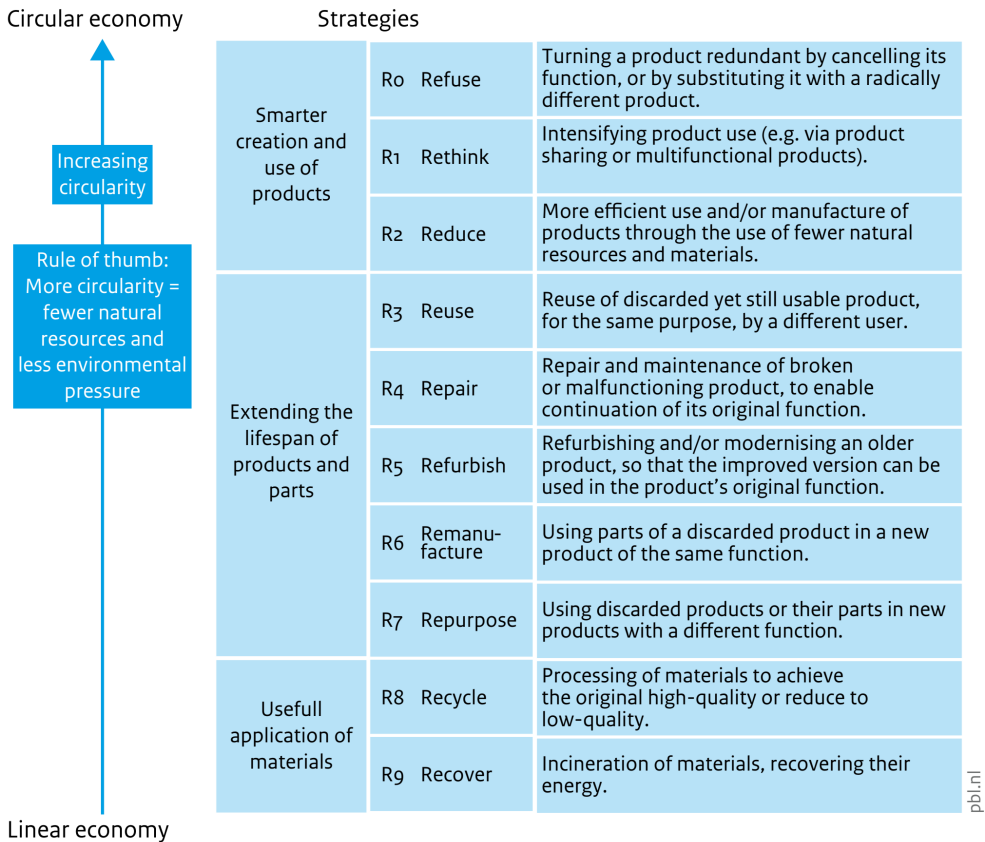 Circular economy
Strategies
Increasing
circularity
Rule of thumb:
More circularity =
fewer natural
resources and
less environmental
pressure
Linear economy
Smarter
creation and
use of
products
R0 Refuse
Turning a product redundant by cancelling its
function, or by substituting it with a radically
different product.
R1 Rethink
Intensifying product use (e.g. via product
sharing or multifunctional products).
R2 Reduce
More efficient use and/or manufacture of
products through the use of fewer natural
resources and materials.
Extending the
lifespan of
products and
parts
R3 Reuse
Reuse of discarded yet still usable product,
for the same purpose, by a different user.
R4 Repair
Repair and maintenance of broken
or malfunctioning product, to enable
continuation of its original function.
R5 Refurbish
Refurbishing and/or modernising an older
product, so that the improved version can be
used in the product's original function.
R6 Remanu-
facture
Using parts of a discarded product in a new
product of the same function.
R7 Repurpose
Using discarded products or their parts in new
products with a different function.
Usefull
application of
materials
R8 Recycle
Processing of materials to achieve
the original high-quality or reduce to
low-quality.
R9 Recover
Incineration of materials, recovering their
energy.
pbl.nl